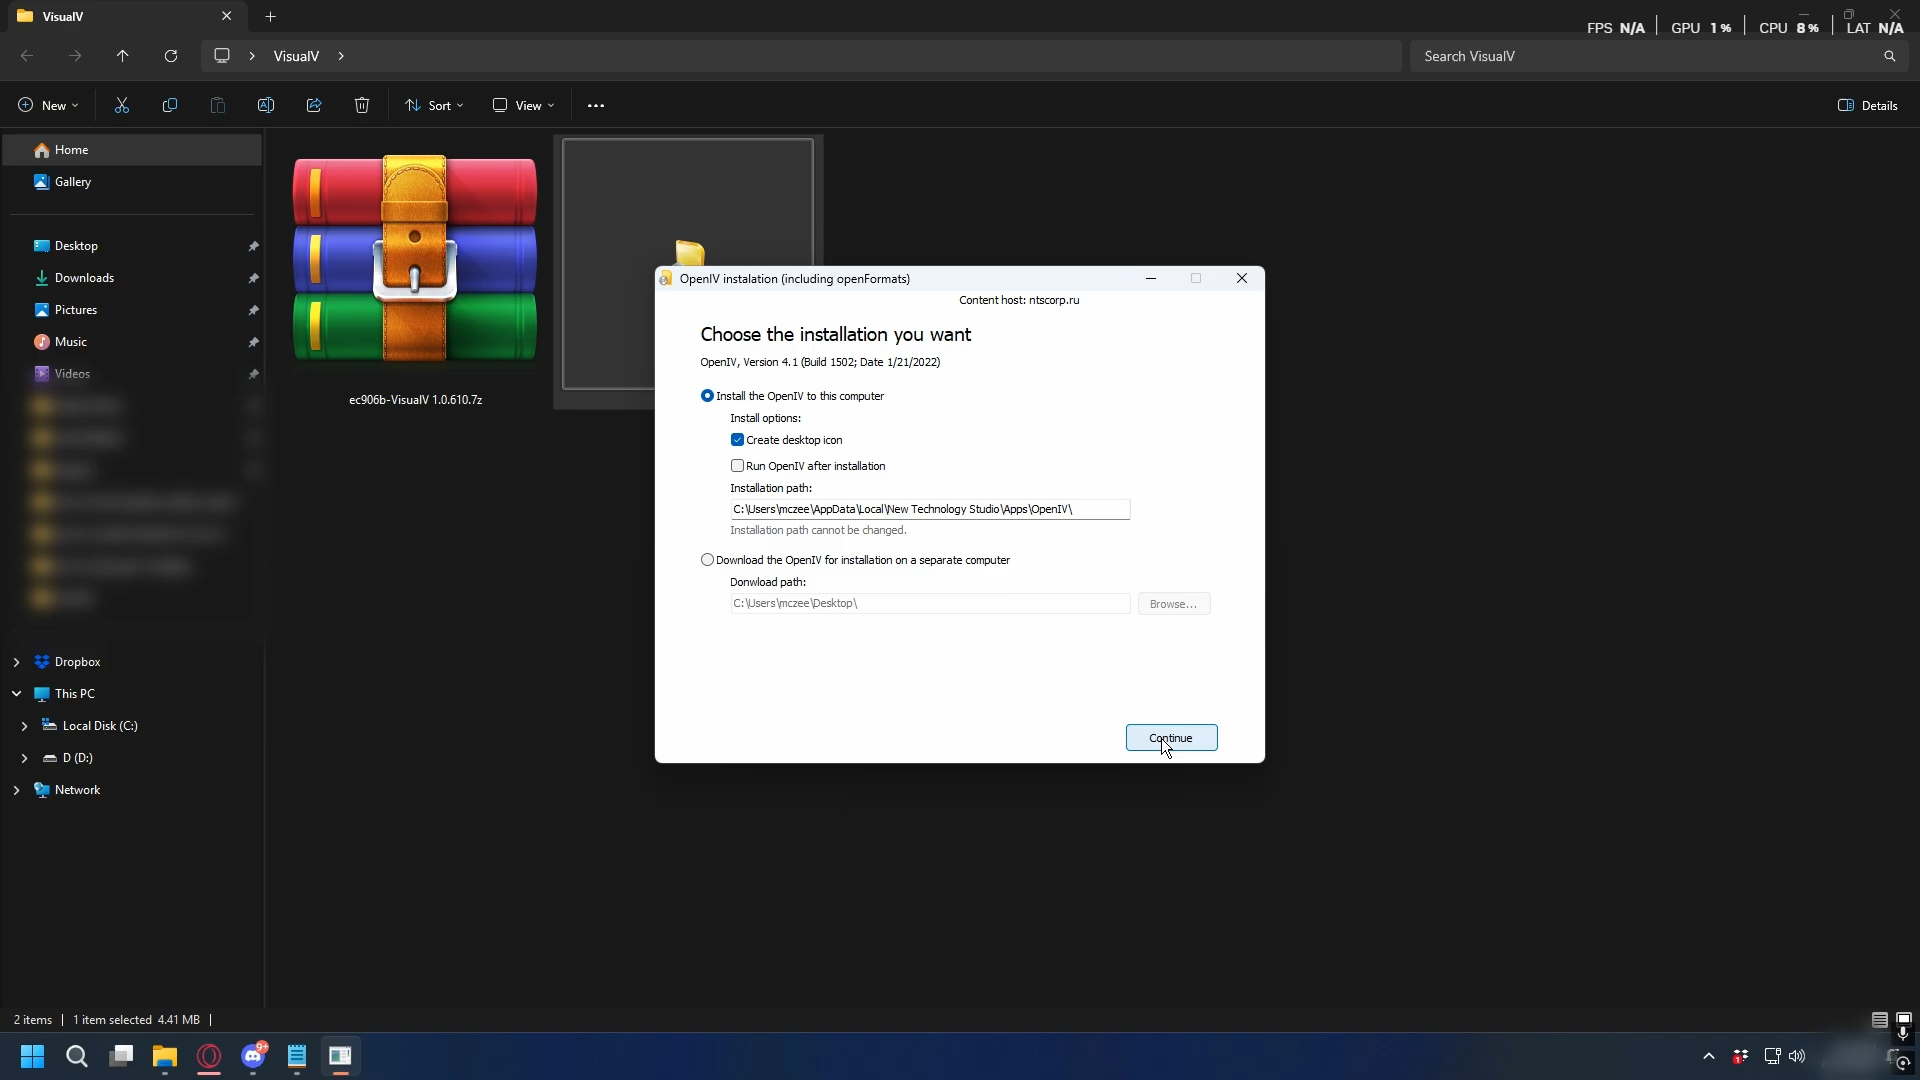 VisualV
FPS N/A GPU 1% CPU 8% LAT N/A
VisualV
Search VisualV
New
Sort
View
Details
Home
Gallery
Desktop
Downloads
Pictures
Music
Videos
Dropbox
This PC
Local Disk (C:)
D (D:)
Network
ec906b-VisualV 1.0.610.7z
OpenIV instalation (including openFormats)
Content host: ntscorp.ru
Choose the installation you want
OpenIV, Version 4.1 (Build 1502; Date 1/21/2022)
Install the OpenIV to this computer
Install options:
Create desktop icon
Run OpenIV after installation
Installation path:
C:\Users\mczee\AppData\Local\New Technology Studio\Apps\OpenIV\
Installation path cannot be changed.
Download the OpenIV for installation on a separate computer
Donwload path:
C:\Users\mczee\Desktop\
Browse...
Continue
2 items 1 item selected 4.41 MB
9+
1